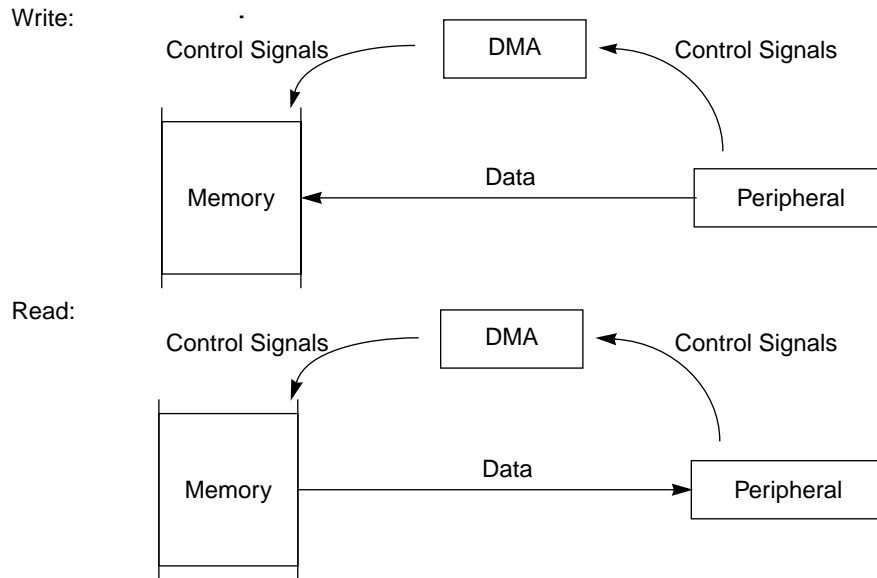 Write:
Control Signals
DMA
Control Signals
Memory
Data
Peripheral
Read:
Control Signals
DMA
Control Signals
Memory
Data
Peripheral